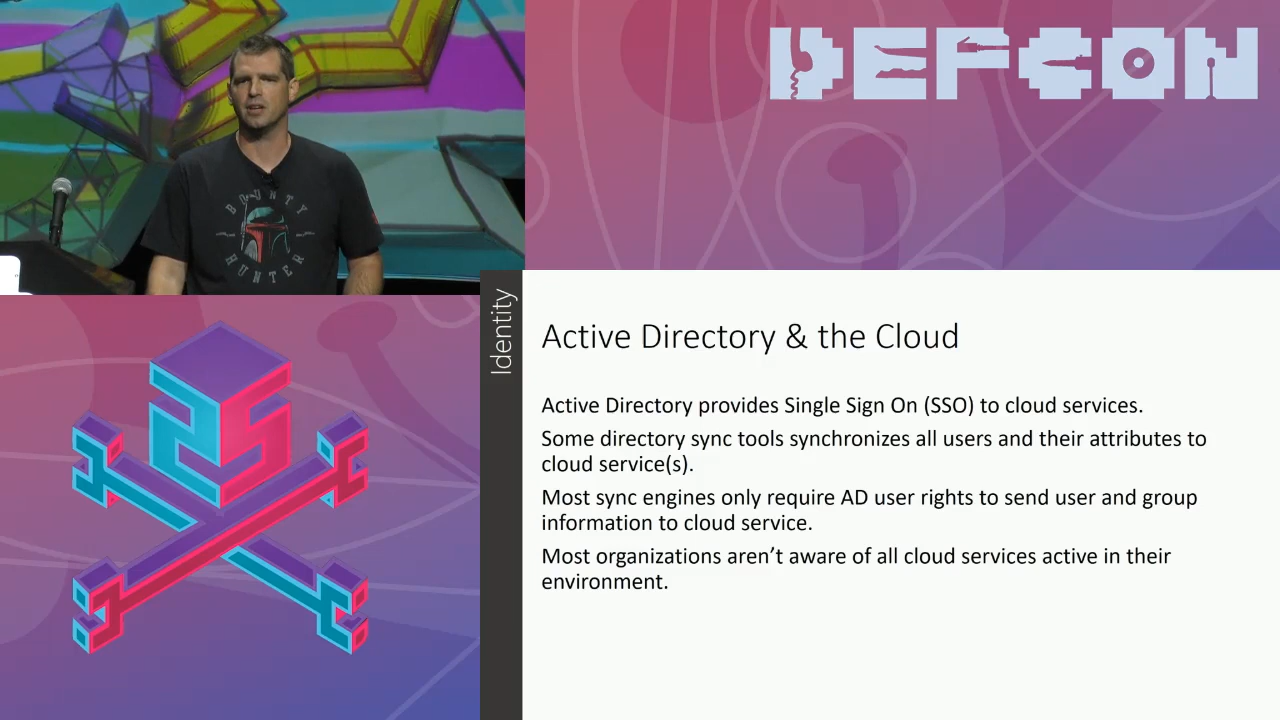 DEFCON
BOUNTY
HUNTER
25
Identity
Active Directory & the Cloud
Active Directory provides Single Sign On (SSO) to cloud services.
Some directory sync tools synchronizes all users and their attributes to
cloud service(s).
Most sync engines only require AD user rights to send user and group
information to cloud service.
Most organizations aren’t aware of all cloud services active in their
environment.